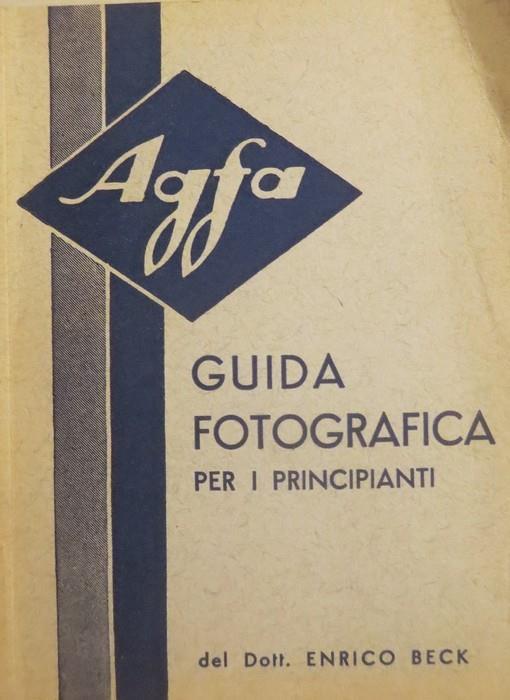 Agfa
GUIDA
FOTOGRAFICA
PER I PRINCIPIANTI
del Dott. ENRICO BECK